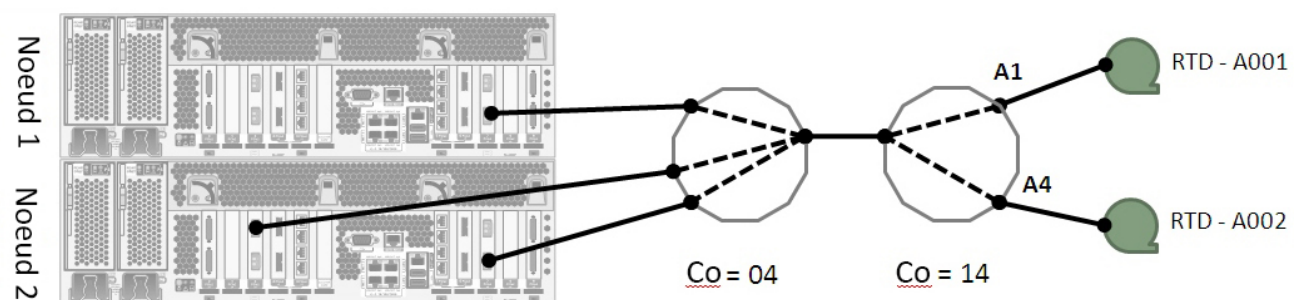 Noeud 1
Noeud 2
A1
A4
RTD - A001
RTD - A002
Co = 04
Co = 14